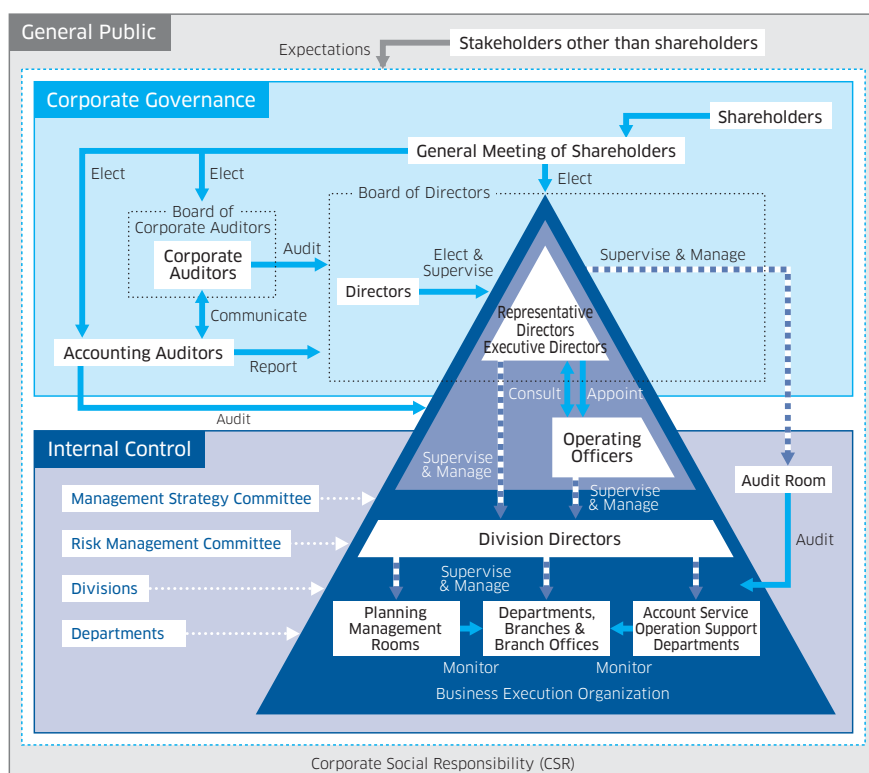 General Public
Stakeholders other than shareholders
Expectations
Corporate Governance
Shareholders
General Meeting of Shareholders
Elect
Elect
Elect
Board of Directors
Board of
Corporate Auditors
Corporate
Auditors
Audit
Elect &
Supervise
Supervise & Manage
Directors
Communicate
Representative
Directors
Executive Directors
Accounting Auditors
Report
Consult
Appoint
Audit
Internal Control
Operating
Officers
Supervise
& Manage
Audit Room
Supervise
& Manage
Management Strategy Committee
Division Directors
Audit
Risk Management Committee
Supervise
& Manage
Divisions
Planning
Management
Rooms
Departments,
Branches &
Branch Offices
Account Service
Operation Support
Departments
Departments
Monitor
Monitor
Business Execution Organization
Corporate Social Responsibility (CSR)